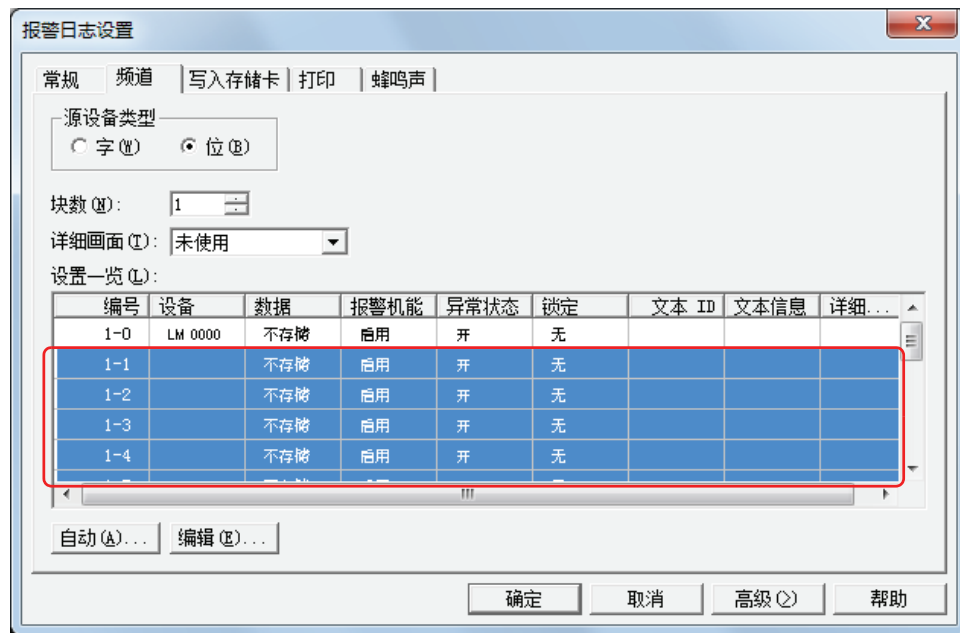 报警日志设置
常规 频道 写入存储卡 打印 蜂鸣声
源设备类型
字(W) 位(B)
块数(N): 1
详细画面(T): 未使用
设置一览(L):
编号 设备 数据 报警机能 异常状态 锁定 文本 ID 文本信息 详细...
1-0 LM 0000 不存储 启用 开 无
1-1 不存储 启用 开 无
1-2 不存储 启用 开 无
1-3 不存储 启用 开 无
1-4 不存储 启用 开 无
自动(A)... 编辑(E)...
确定 取消 高级(2) 帮助